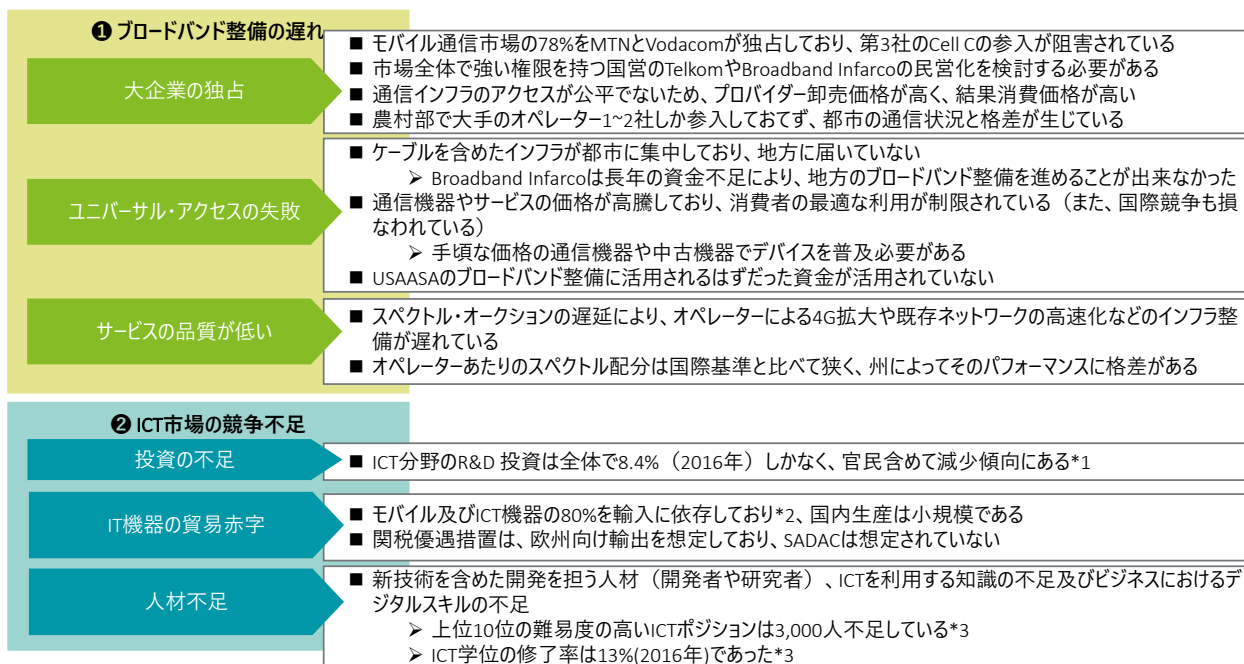 ❶ ブロードバンド整備の遅れ
大企業の独占
■ モバイル通信市場の78%をMTNとVodacomが独占しており、第3社のCell Cの参入が阻害されている
■ 市場全体で強い権限を持つ国営のTelkomやBroadband Infarcoの民営化を検討する必要がある
■ 通信インフラのアクセスが公平でないため、プロバイダー卸売価格が高く、結果消費価格が高い
■ 農村部で大手のオペレーター1~2社しか参入しておてず、都市の通信状況と格差が生じている
ユニバーサル・アクセスの失敗
■ ケーブルを含めたインフラが都市に集中しており、地方に届いていない
➢ Broadband Infarcoは長年の資金不足により、地方のブロードバンド整備を進めることが出来なかった
■ 通信機器やサービスの価格が高騰しており、消費者の最適な利用が制限されている（また、国際競争も損
なわれている）
➢ 手頃な価格の通信機器や中古機器でデバイスを普及必要がある
■ USAASAのブロードバンド整備に活用されるはずだった資金が活用されていない
サービスの品質が低い
■ スペクトル・オークションの遅延により、オペレーターによる4G拡大や既存ネットワークの高速化などのインフラ整
備が遅れている
■ オペレーターあたりのスペクトル配分は国際基準と比べて狭く、州によってそのパフォーマンスに格差がある
❷ ICT市場の競争不足
投資の不足
■ ICT分野のR&D 投資は全体で8.4%（2016年）しかなく、官民含めて減少傾向にある*1
IT機器の貿易赤字
■ モバイル及びICT機器の80%を輸入に依存しており*2、国内生産は小規模である
■ 関税優遇措置は、欧州向け輸出を想定しており、SADACは想定されていない
人材不足
■ 新技術を含めた開発を担う人材（開発者や研究者）、ICTを利用する知識の不足及びビジネスにおけるデ
ジタルスキルの不足
➢ 上位10位の難易度の高いICTポジションは3,000人不足している*3
➢ ICT学位の修了率は13%(2016年)であった*3